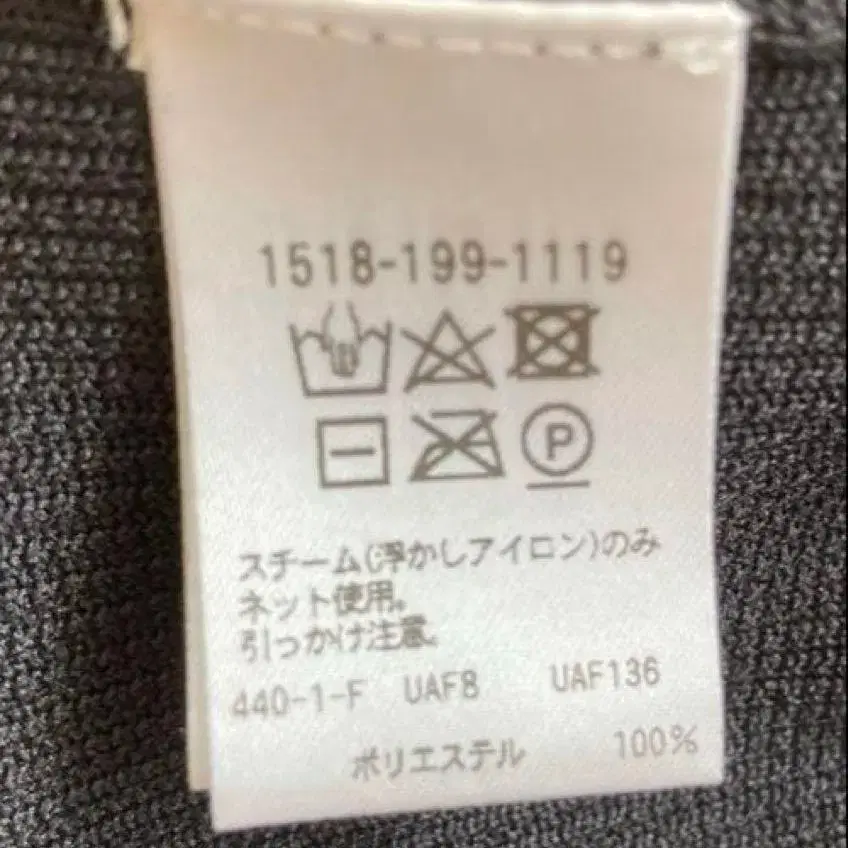 1518-199-1119
P
スチーム(浮かしアイロン)のみ
ネット使用。
引っかけ注意。
440-1-F UAF8 UAF136
ポリエステル 100%